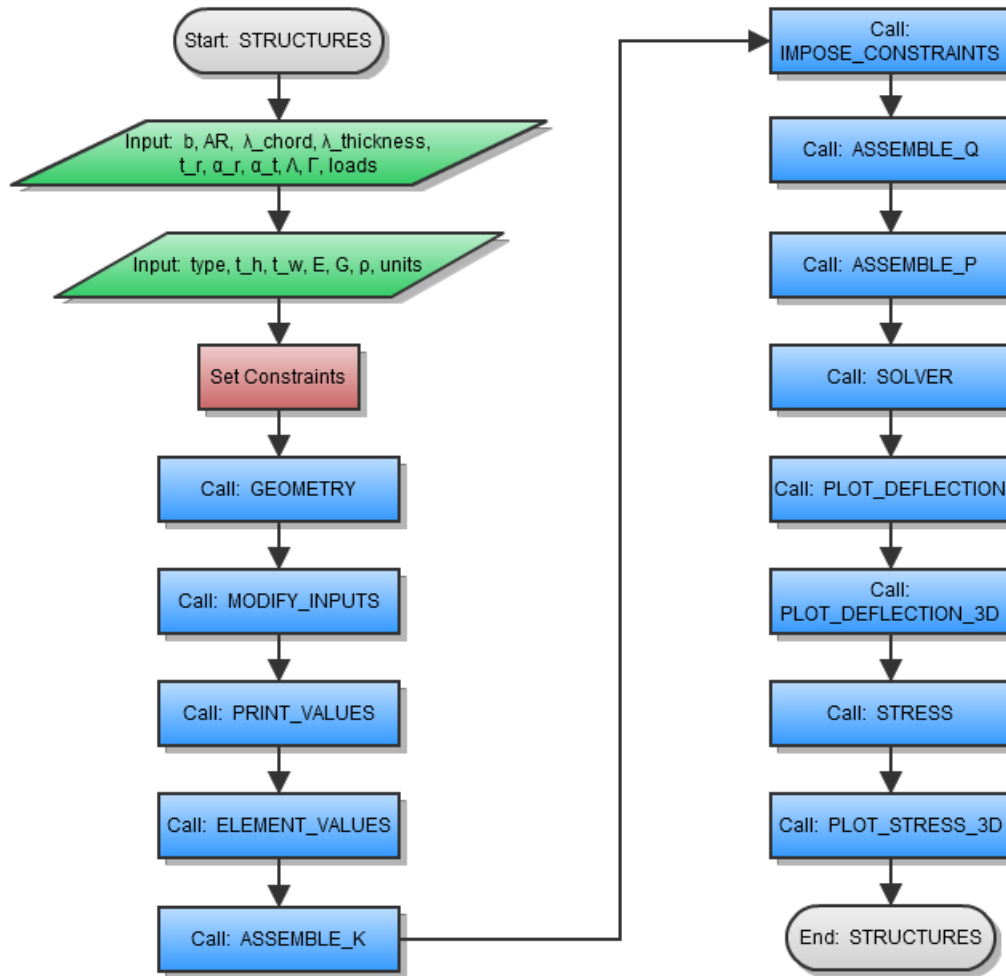 Start: STRUCTURES
Input: b, AR, λ_chord, λ_thickness,
t_r, α_r, α_t, Λ, Γ, loads
Input: type, t_h, t_w, E, G, ρ, units
Set Constraints
Call: GEOMETRY
Call: MODIFY_INPUTS
Call: PRINT_VALUES
Call: ELEMENT_VALUES
Call: ASSEMBLE_K
Call:
IMPOSE_CONSTRAINTS
Call: ASSEMBLE_Q
Call: ASSEMBLE_P
Call: SOLVER
Call: PLOT_DEFLECTION
Call:
PLOT_DEFLECTION_3D
Call: STRESS
Call: PLOT_STRESS_3D
End: STRUCTURES